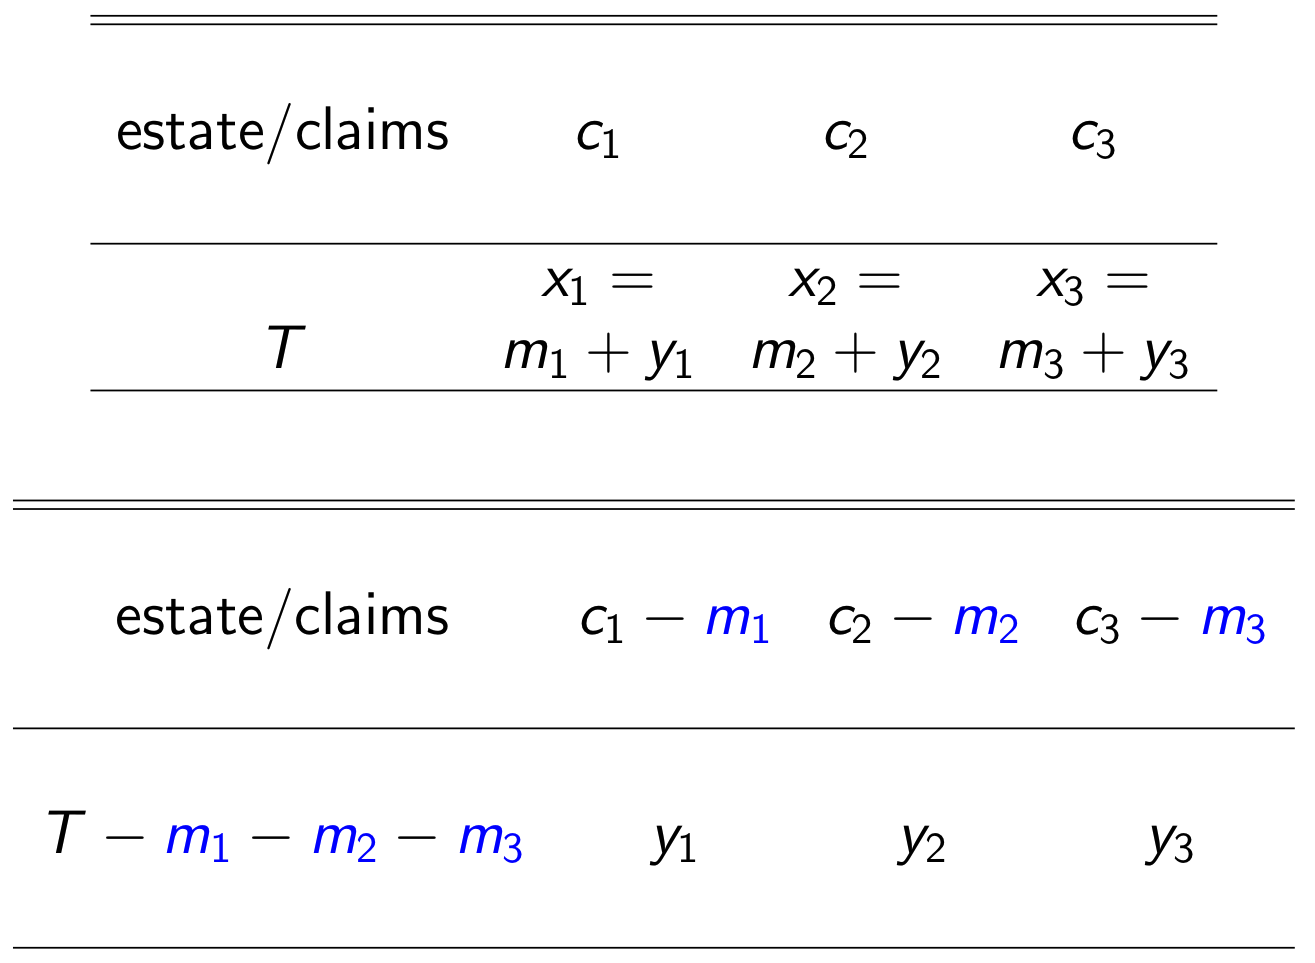 estate/claims c₁ c₂ c₃
x₁ = x₂ = x₃ =
T m₁ + y₁ m₂ + y₂ m₃ + y₃
estate/claims c₁ − m₁ c₂ − m₂ c₃ − m₃
T − m₁ − m₂ − m₃ y₁ y₂ y₃